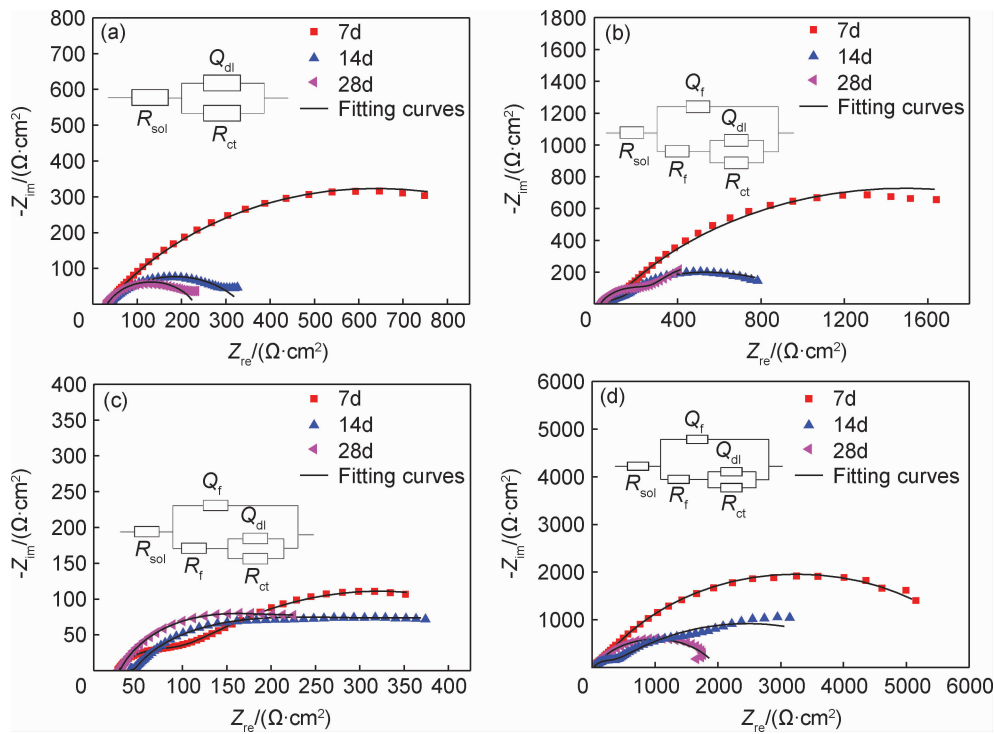 (a)
7d
14d
28d
Fitting curves
Qdl
Rsol
Rct
-Zim/(Ω·cm²)
800
700
600
500
400
300
200
100
0
100 200 300 400 500 600 700 800
Zre/(Ω·cm²)
(b)
7d
14d
28d
Fitting curves
Qf
Qdl
Rsol
Rf
Rct
-Zim/(Ω·cm²)
1800
1600
1400
1200
1000
800
600
400
200
0
400 800 1200 1600
Zre/(Ω·cm²)
(c)
7d
14d
28d
Fitting curves
Qf
Qdl
Rsol
Rf
Rct
-Zim/(Ω·cm²)
400
350
300
250
200
150
100
50
0
50 100 150 200 250 300 350 400
Zre/(Ω·cm²)
(d)
7d
14d
28d
Fitting curves
Qf
Qdl
Rsol
Rf
Rct
-Zim/(Ω·cm²)
6000
5000
4000
3000
2000
1000
0
1000 2000 3000 4000 5000 6000
Zre/(Ω·cm²)